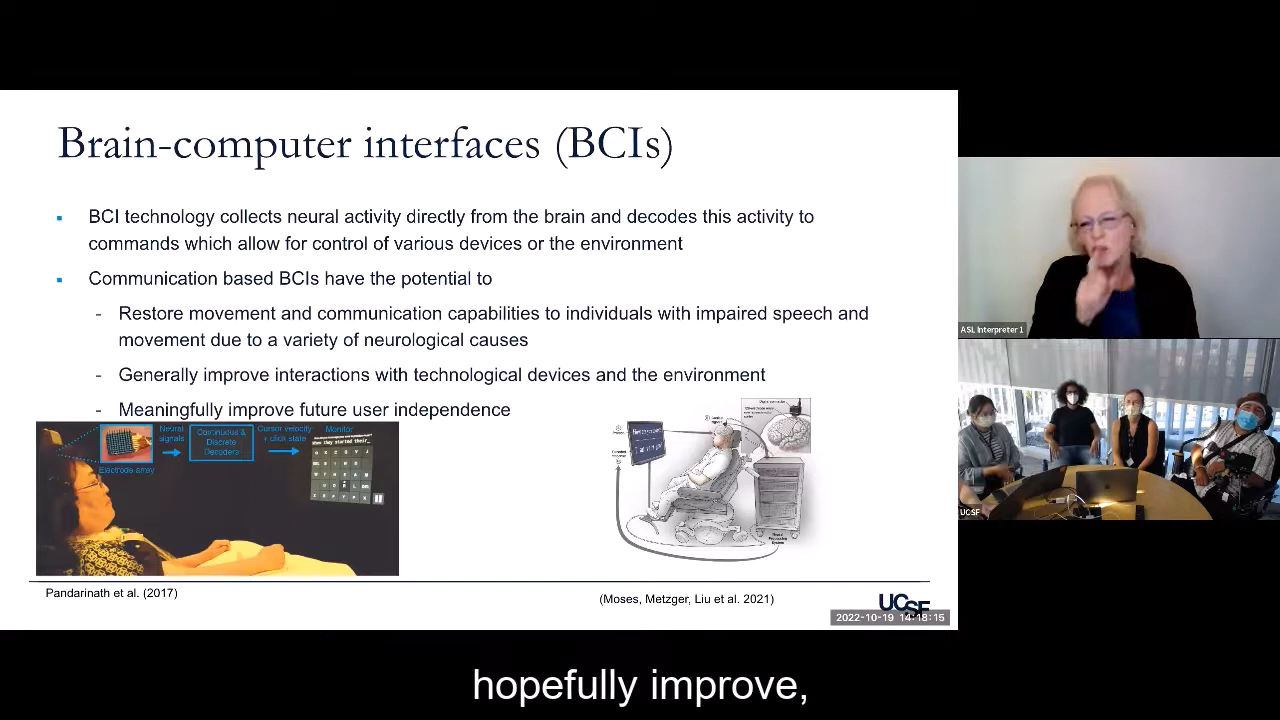 Brain-computer interfaces (BCIs)
BCI technology collects neural activity directly from the brain and decodes this activity to
commands which allow for control of various devices or the environment
Communication based BCIs have the potential to
- Restore movement and communication capabilities to individuals with impaired speech and
movement due to a variety of neurological causes
- Generally improve interactions with technological devices and the environment
- Meaningfully improve future user independence
Neural
signals
Continuous &
Discrete
Decoders
Cursor velocity
+ click state
Monitor
Electrode array
Digital connector
Neural
Processing
System
Pandarinath et al. (2017)
(Moses, Metzger, Liu et al. 2021)
UCSF
2022-10-19 14:18:15
ASL Interpreter 1
UCSF
hopefully improve,